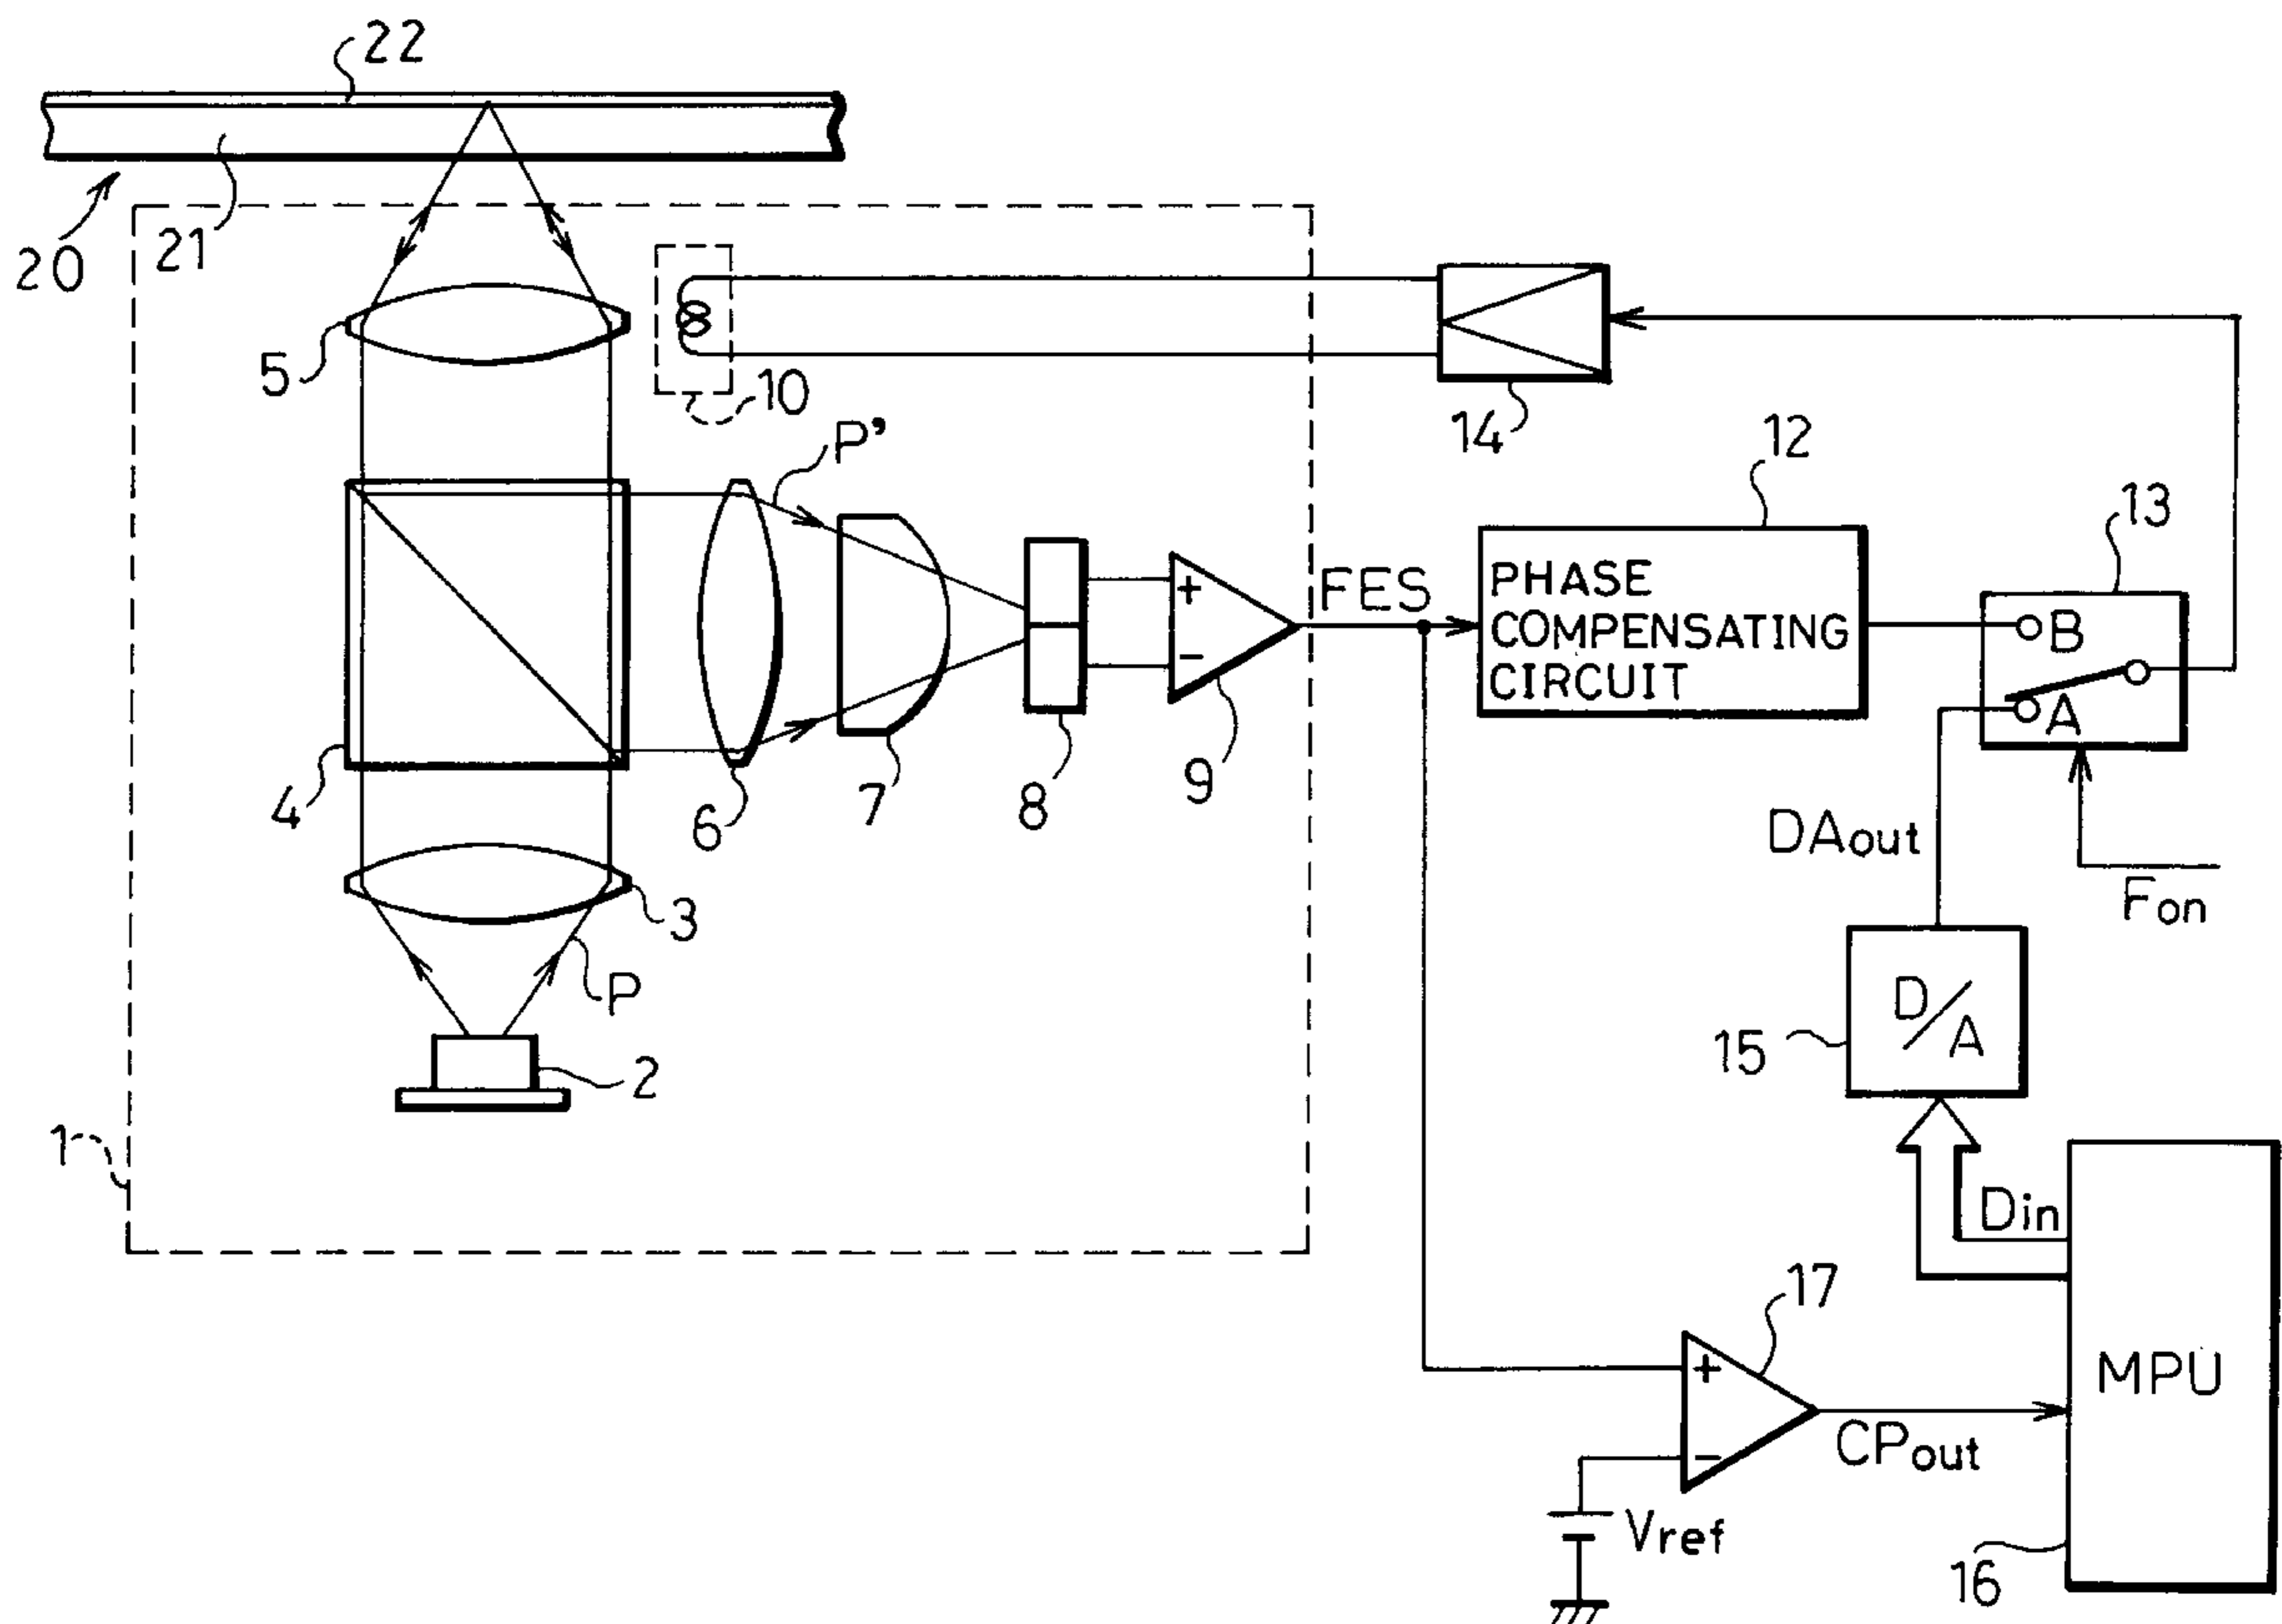 22
20
21
5
10
14
P'
12
13
FES
PHASE
COMPENSATING
CIRCUIT
B
A
+
-
4
6
7
8
9
DAout
Fon
3
P
D/A
15
2
1
Din
17
+
-
MPU
CPout
Vref
16